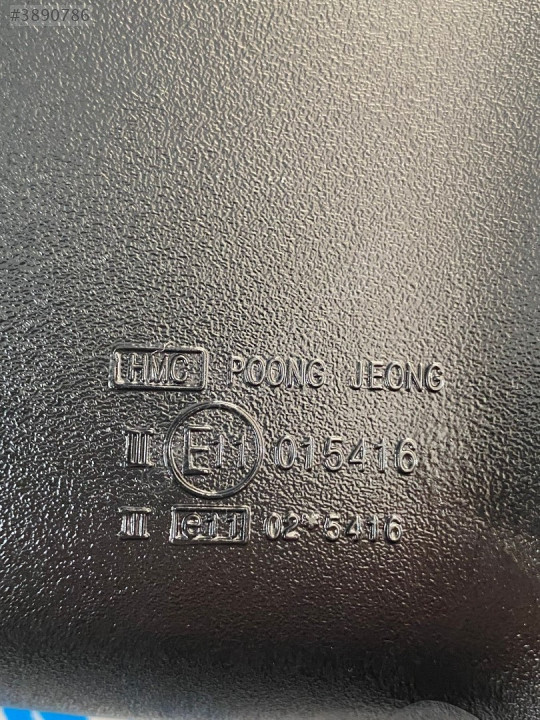 #3890786
HMC POONG JEONG
III E11 015416
III e11 02*5416